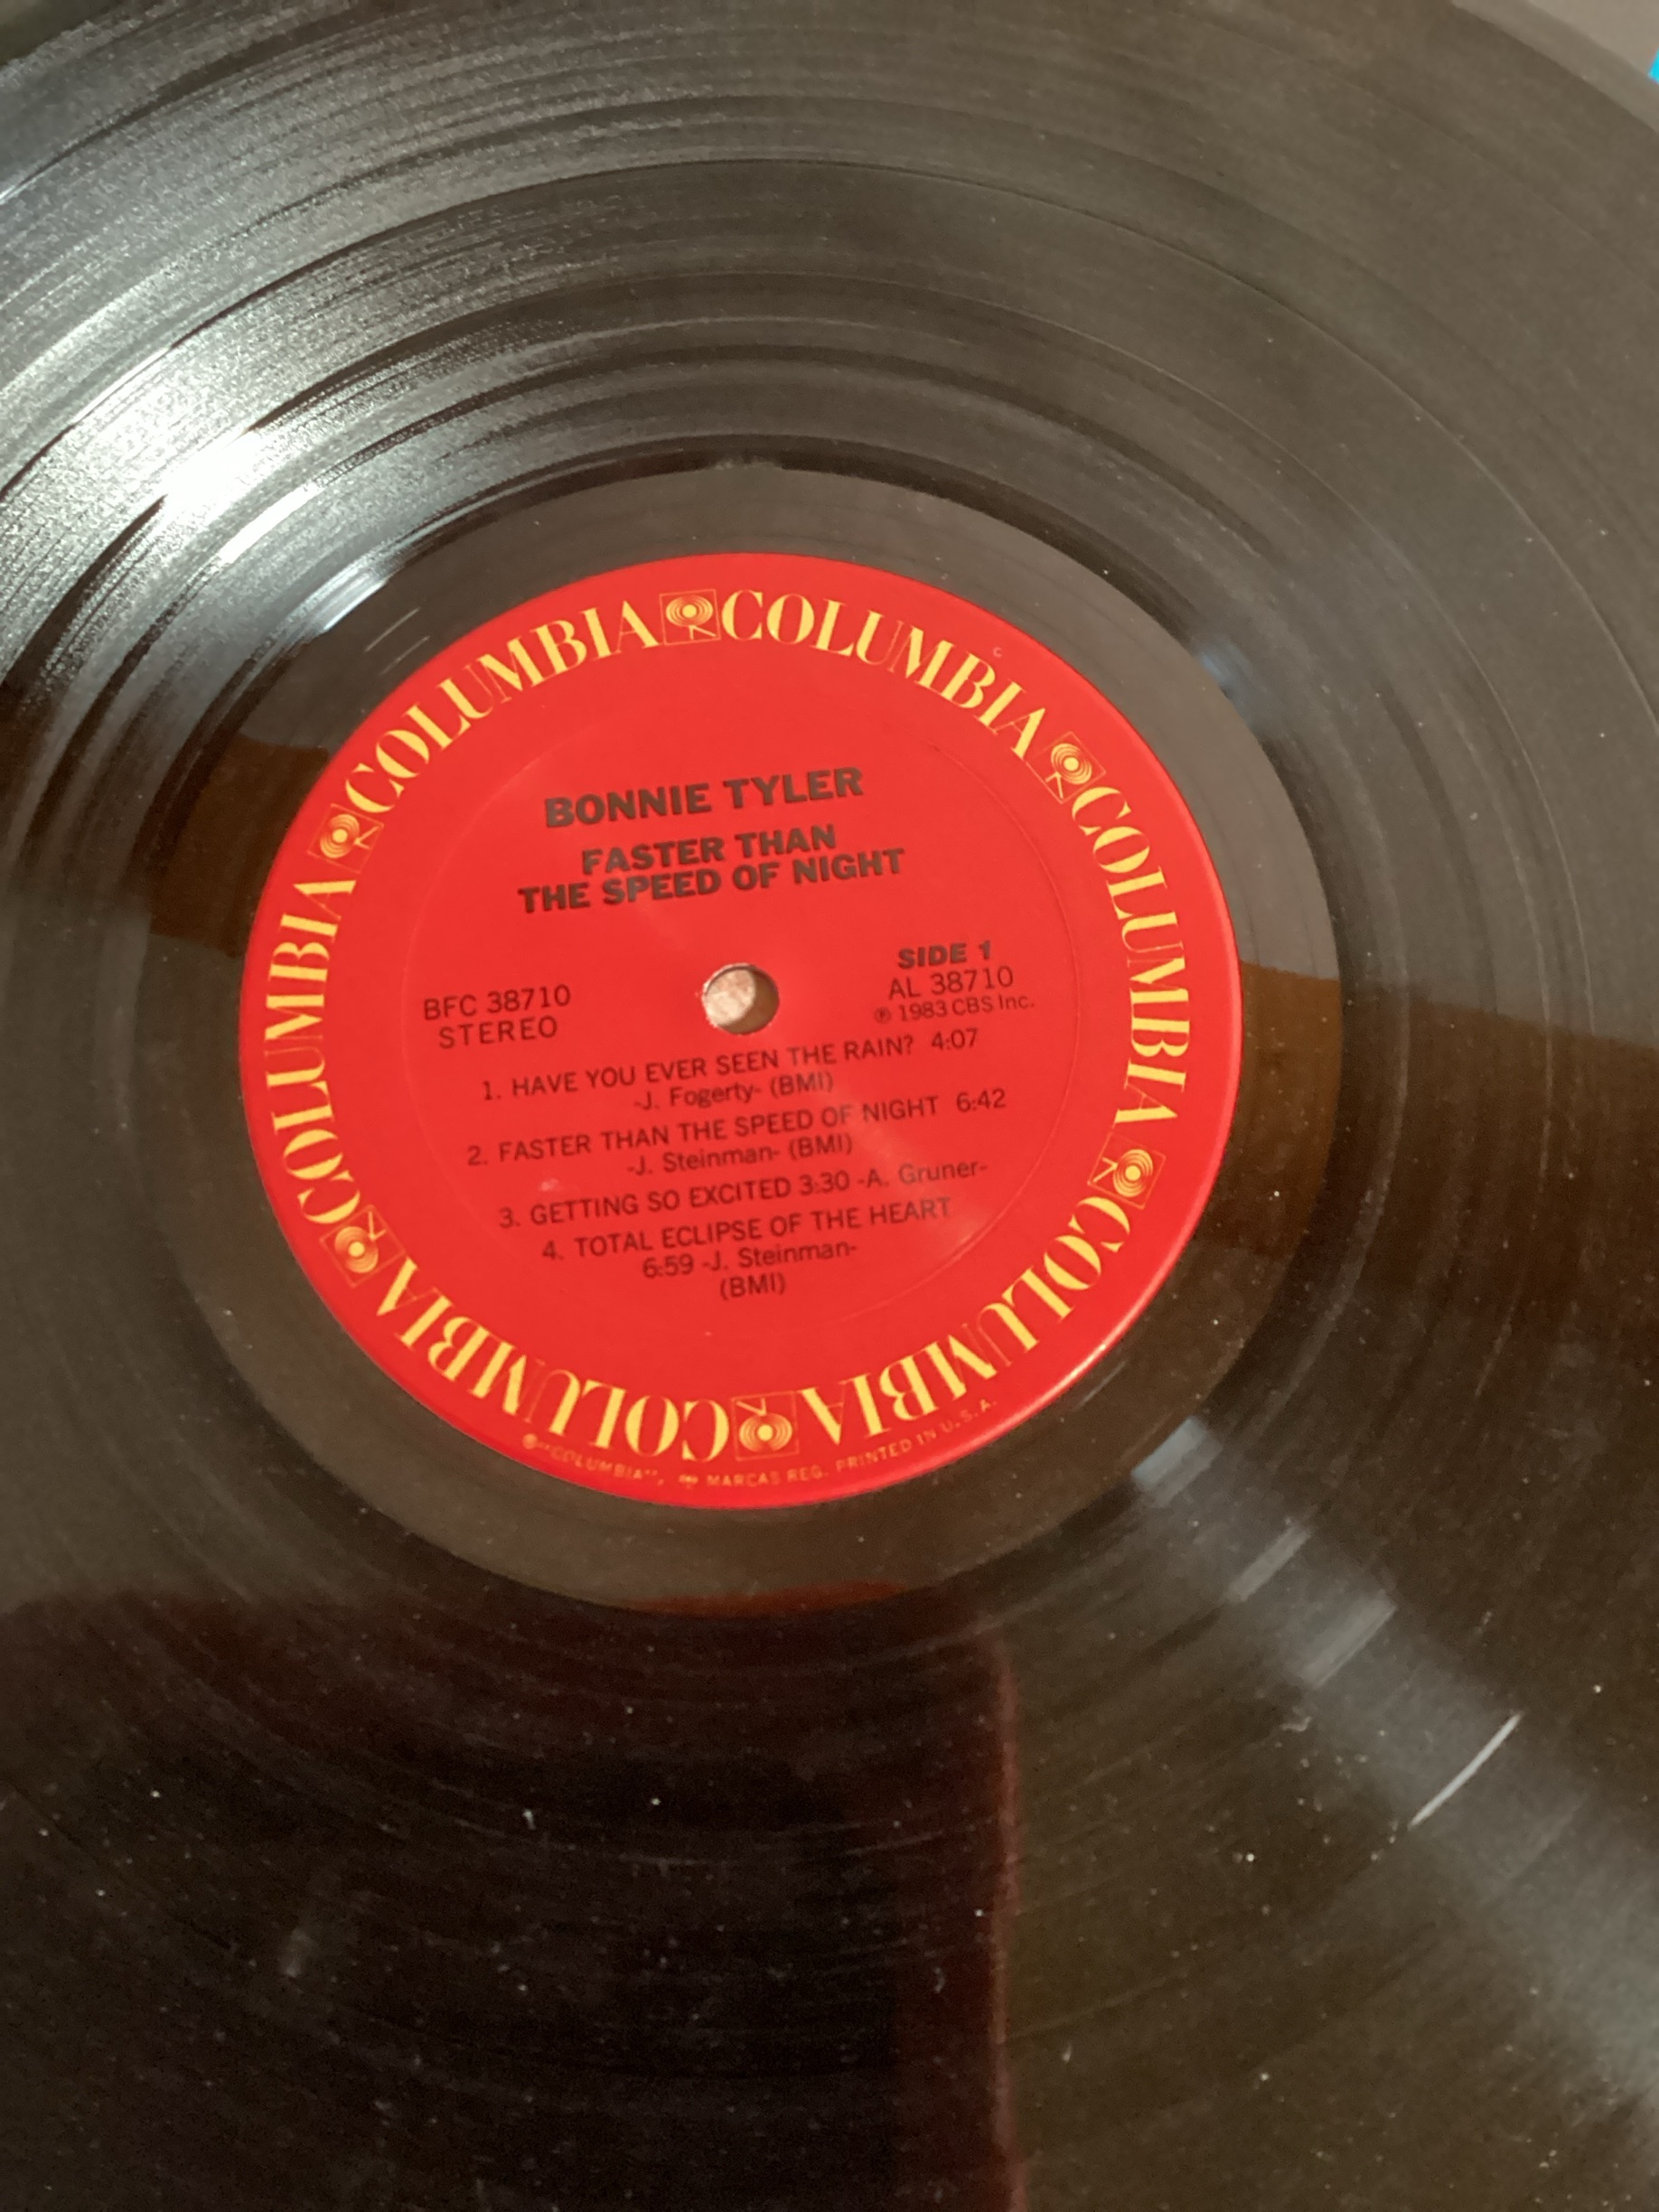 COLUMBIA COLUMBIA COLUMBIA COLUMBIA COLUMBIA COLUMBIA
C
BONNIE TYLER
FASTER THAN
THE SPEED OF NIGHT
BFC 38710
STEREO
SIDE 1
AL 38710
℗ 1983 CBS Inc.
1. HAVE YOU EVER SEEN THE RAIN? 4:07
-J. Fogerty- (BMI)
2. FASTER THAN THE SPEED OF NIGHT 6:42
-J. Steinman- (BMI)
3. GETTING SO EXCITED 3:30 -A. Gruner-
4. TOTAL ECLIPSE OF THE HEART
6:59 -J. Steinman-
(BMI)
"COLUMBIA", MARCAS REG. PRINTED IN U.S.A.